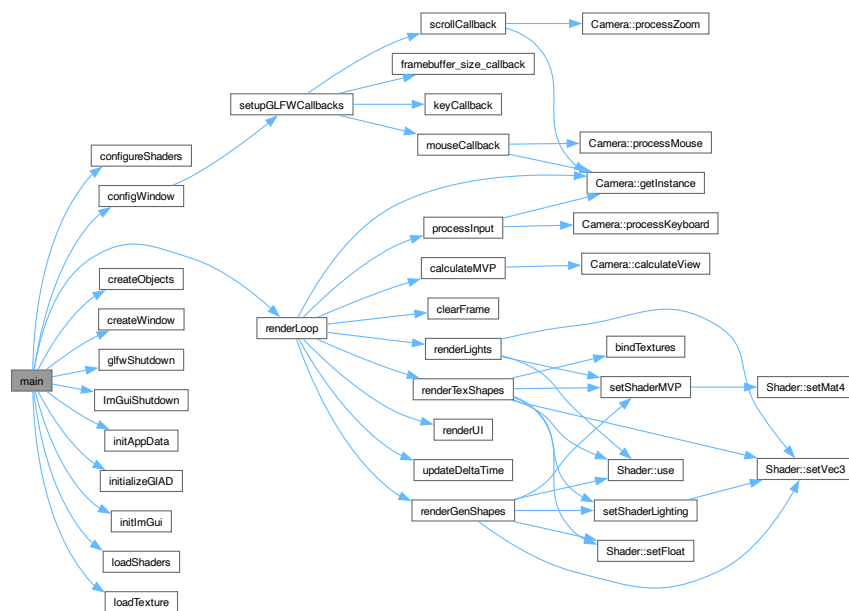 scrollCallback
Camera::processZoom
framebuffer_size_callback
setupGLFWCallbacks
keyCallback
mouseCallback
Camera::processMouse
configureShaders
configWindow
Camera::getInstance
processInput
Camera::processKeyboard
calculateMVP
Camera::calculateView
createObjects
clearFrame
createWindow
renderLoop
renderLights
bindTextures
glfwShutdown
main
renderTexShapes
setShaderMVP
Shader::setMat4
ImGuiShutdown
renderUI
initAppData
updateDeltaTime
Shader::use
Shader::setVec3
initializeGlAD
renderGenShapes
setShaderLighting
initImGui
Shader::setFloat
loadShaders
loadTexture